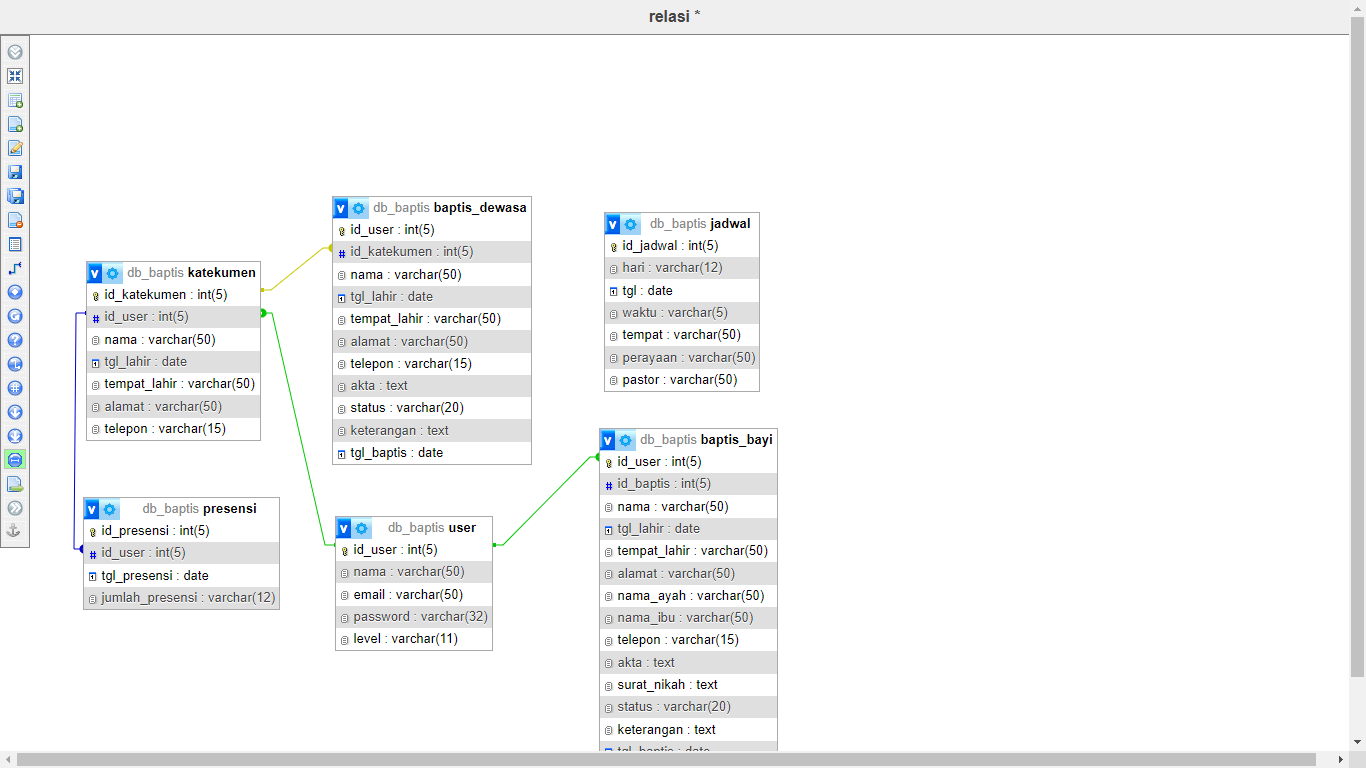 relasi *
db_baptis baptis_dewasa
id_user : int(5)
id_katekumen : int(5)
nama : varchar(50)
tgl_lahir : date
tempat_lahir : varchar(50)
alamat : varchar(50)
telepon : varchar(15)
akta : text
status : varchar(20)
keterangan : text
tgl_baptis : date
db_baptis jadwal
id_jadwal : int(5)
hari : varchar(12)
tgl : date
waktu : varchar(5)
tempat : varchar(50)
perayaan : varchar(50)
pastor : varchar(50)
db_baptis katekumen
id_katekumen : int(5)
id_user : int(5)
nama : varchar(50)
tgl_lahir : date
tempat_lahir : varchar(50)
alamat : varchar(50)
telepon : varchar(15)
db_baptis baptis_bayi
id_user : int(5)
id_baptis : int(5)
nama : varchar(50)
tgl_lahir : date
tempat_lahir : varchar(50)
alamat : varchar(50)
nama_ayah : varchar(50)
nama_ibu : varchar(50)
telepon : varchar(15)
akta : text
surat_nikah : text
status : varchar(20)
keterangan : text
tgl_baptis : date
db_baptis presensi
id_presensi : int(5)
id_user : int(5)
tgl_presensi : date
jumlah_presensi : varchar(12)
db_baptis user
id_user : int(5)
nama : varchar(50)
email : varchar(50)
password : varchar(32)
level : varchar(11)